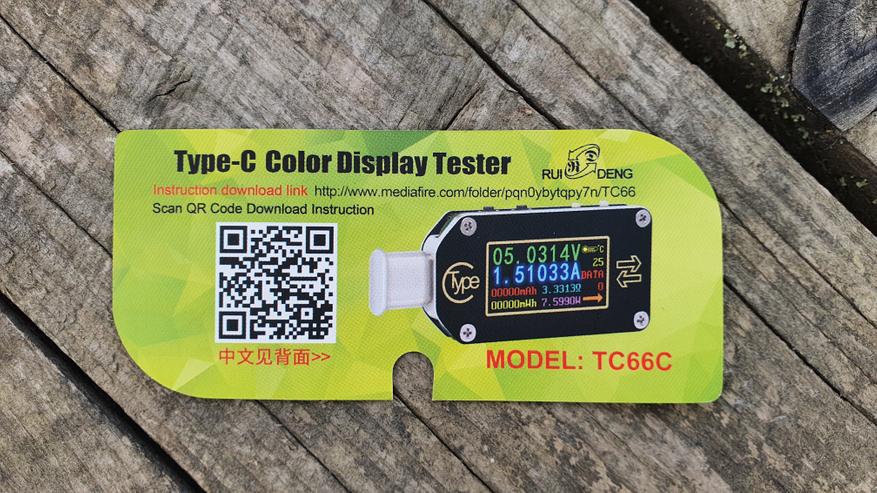 Type-C Color Display Tester
RUI DENG
Instruction download link http://www.mediafire.com/folder/pqn0ybytqpy7n/TC66
Scan QR Code Download Instruction
中文见背面>>
Type C
05.0314V °C
25
1.51033A DATA
00000mAh 3.3313Ω 0
00000mWh 7.5990W
MODEL: TC66C